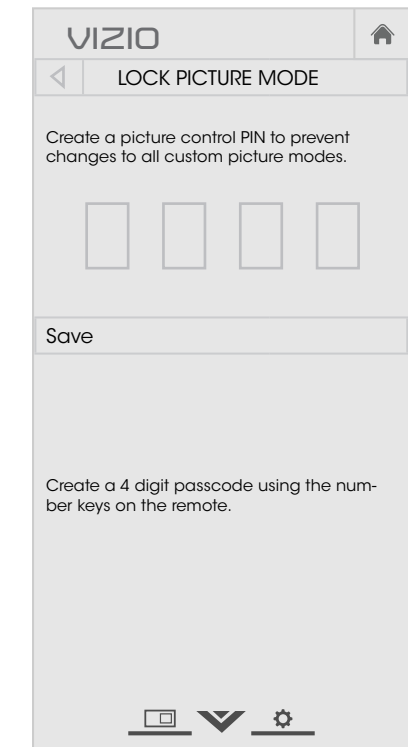 VIZIO
LOCK PICTURE MODE
Create a picture control PIN to prevent
changes to all custom picture modes.
Save
Create a 4 digit passcode using the num-
ber keys on the remote.